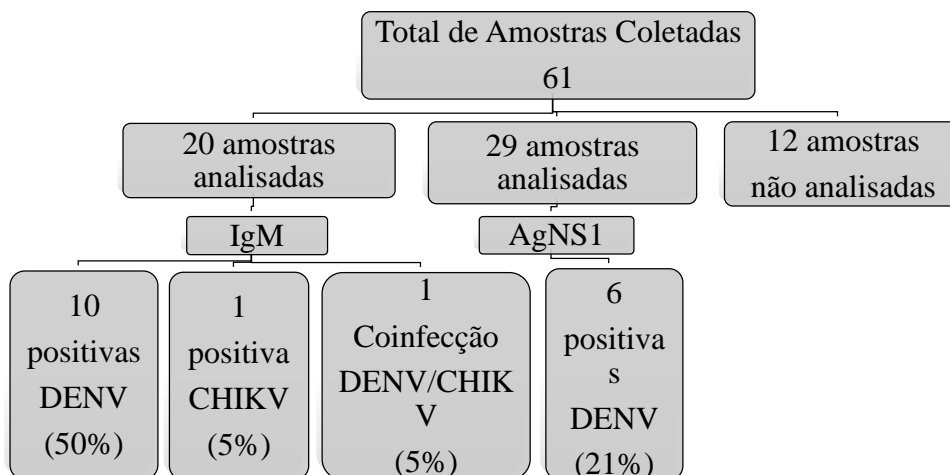 Total de Amostras Coletadas
61
20 amostras
analisadas
29 amostras
analisadas
12 amostras
não analisadas
IgM
AgNS1
10
positivas
DENV
(50%)
1
positiva
CHIKV
(5%)
1
Coinfecção
DENV/CHIK
V
(5%)
6
positiva
s
DENV
(21%)